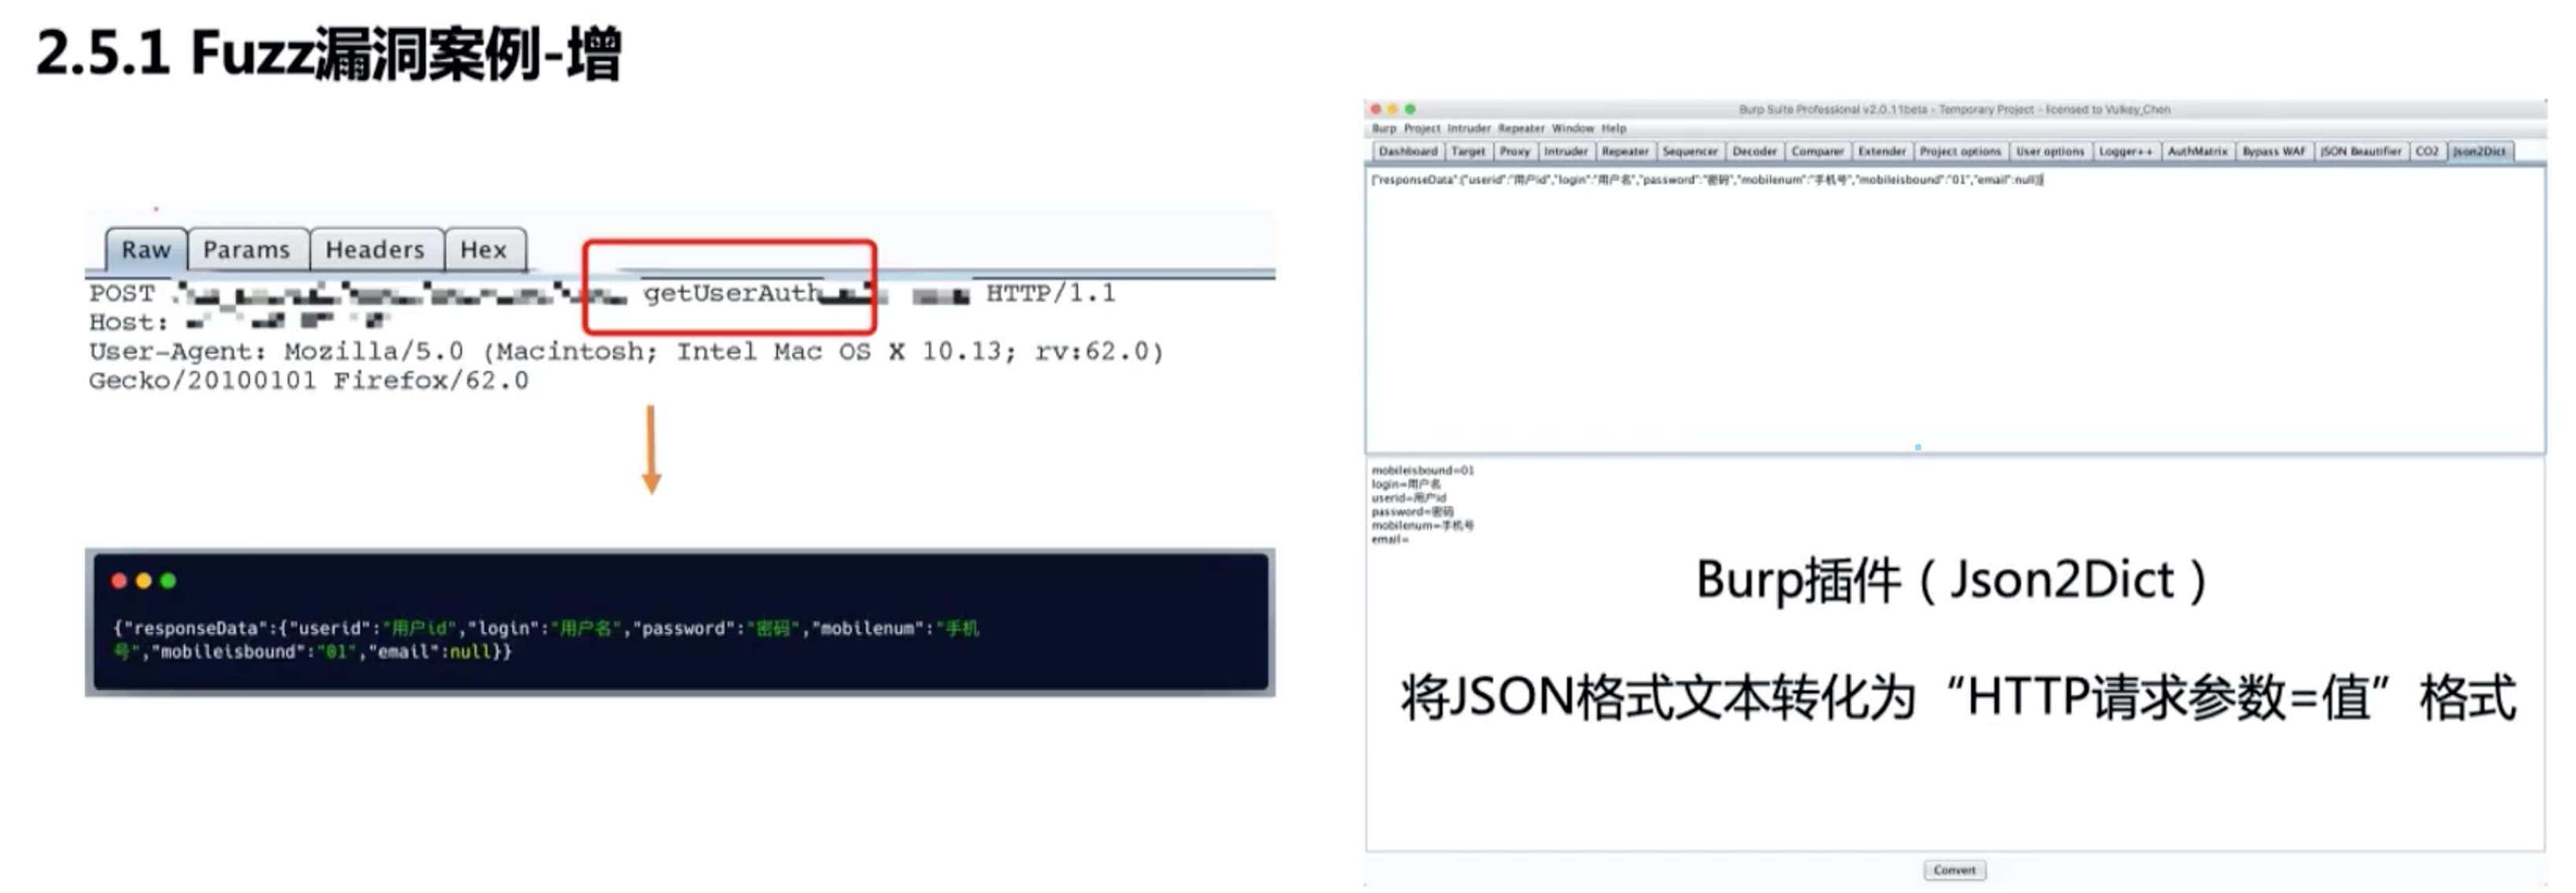 2.5.1 Fuzz漏洞案例-增
Raw Params Headers Hex
POST getUserAuth HTTP/1.1
Host:
User-Agent: Mozilla/5.0 (Macintosh; Intel Mac OS X 10.13; rv:62.0)
Gecko/20100101 Firefox/62.0
{"responseData":{"userid":"用户id","login":"用户名","password":"密码","mobilenum":"手机
号","mobileisbound":"01","email":null}}
Burp Suite Professional v2.0.11beta - Temporary Project - licensed to Vulkey_Chen
Burp Project Intruder Repeater Window Help
Dashboard Target Proxy Intruder Repeater Sequencer Decoder Comparer Extender Project options User options Logger++ AuthMatrix Bypass WAF JSON Beautifier CO2 Json2Dict
{"responseData":{"userid":"用户id","login":"用户名","password":"密码","mobilenum":"手机号","mobileisbound":"01","email":null}}
mobileisbound=01
login=用户名
userid=用户id
password=密码
mobilenum=手机号
email=
Burp插件（Json2Dict）
将JSON格式文本转化为“HTTP请求参数=值”格式
Convert